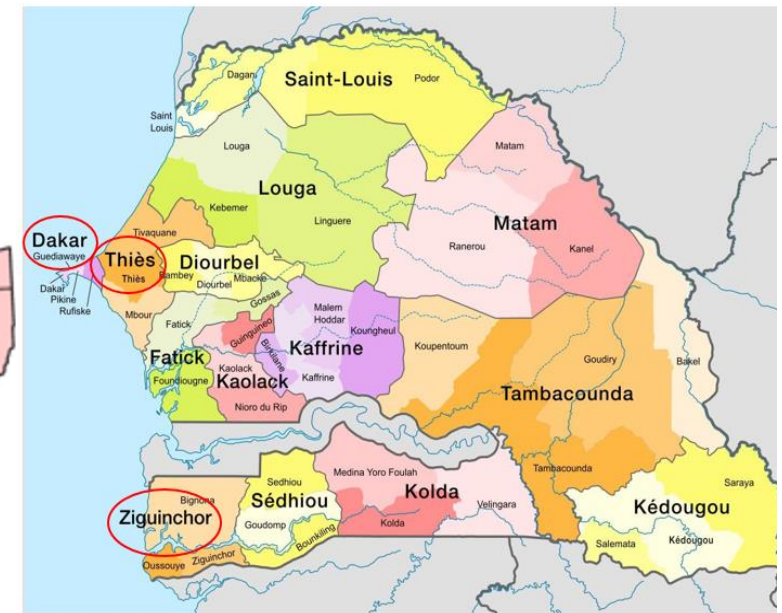 Dagan
Saint-Louis
Podor
Saint
Louis
Louga
Matam
Louga
Kebemer
Linguere
Matam
Ranerou
Kanel
Tivaquane
Dakar
Guediawaye
Thiès
Thiès
Bambey
Diourbel
Diourbel
Mbacke
Dakar
Pikine
Rufiske
Mbour
Gossas
Fatick
Guinguineo
Malem
Hoddar
Koungheul
Birkilane
Kaffrine
Kaffrine
Koupentoum
Goudiry
Bakel
Fatick
Foundiougne
Kaolack
Kaolack
Nioro du Rip
Tambacounda
Tambacounda
Medina Yoro Foulah
Kolda
Kolda
Velingara
Sedhiou
Sédhiou
Goudomp
Bounkiling
Bignona
Ziguinchor
Ziguinchor
Oussouye
Saraya
Kédougou
Kédougou
Salemata